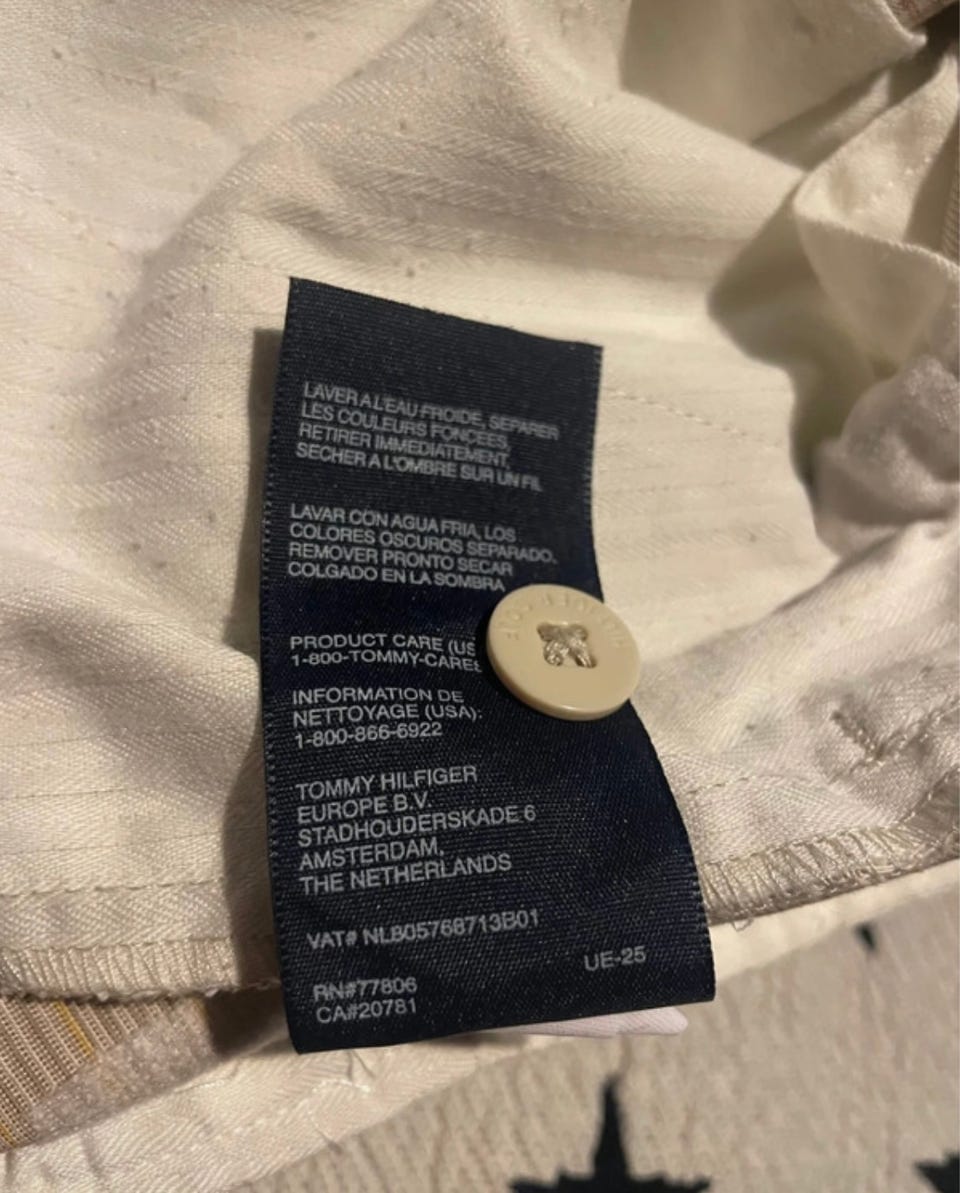 LAVER A L'EAU FROIDE, SEPARER
LES COULEURS FONCEES,
RETIRER IMMEDIATEMENT,
SECHER A L'OMBRE SUR UN FIL
LAVAR CON AGUA FRIA, LOS
COLORES OSCUROS SEPARADO.
REMOVER PRONTO SECAR
COLGADO EN LA SOMBRA
PRODUCT CARE (US
1-800-TOMMY-CARES
INFORMATION DE
NETTOYAGE (USA):
1-800-866-6922
TOMMY HILFIGER
EUROPE B.V.
STADHOUDERSKADE 6
AMSTERDAM,
THE NETHERLANDS
VAT# NL805768713B01
UE-25
RN#77806
CA#20781